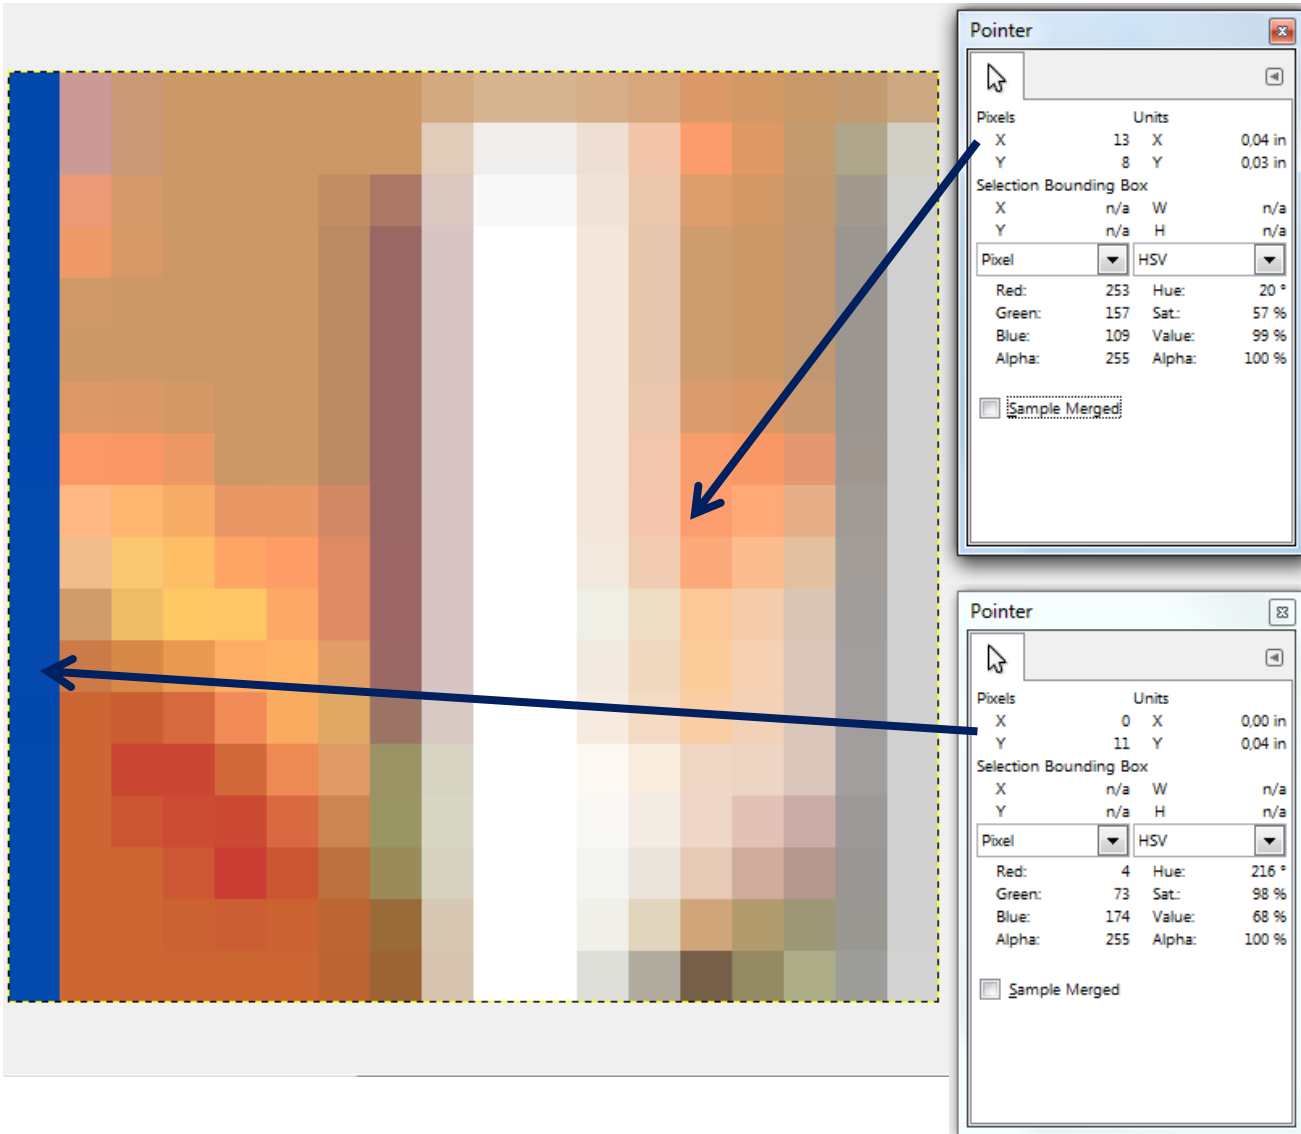 Pointer
Pixels Units
X 13 X 0,04 in
Y 8 Y 0,03 in
Selection Bounding Box
X n/a W n/a
Y n/a H n/a
Pixel HSV
Red: 253 Hue: 20 °
Green: 157 Sat.: 57 %
Blue: 109 Value: 99 %
Alpha: 255 Alpha: 100 %
Sample Merged
Pointer
Pixels Units
X 0 X 0,00 in
Y 11 Y 0,04 in
Selection Bounding Box
X n/a W n/a
Y n/a H n/a
Pixel HSV
Red: 4 Hue: 216 °
Green: 73 Sat.: 98 %
Blue: 174 Value: 68 %
Alpha: 255 Alpha: 100 %
Sample Merged